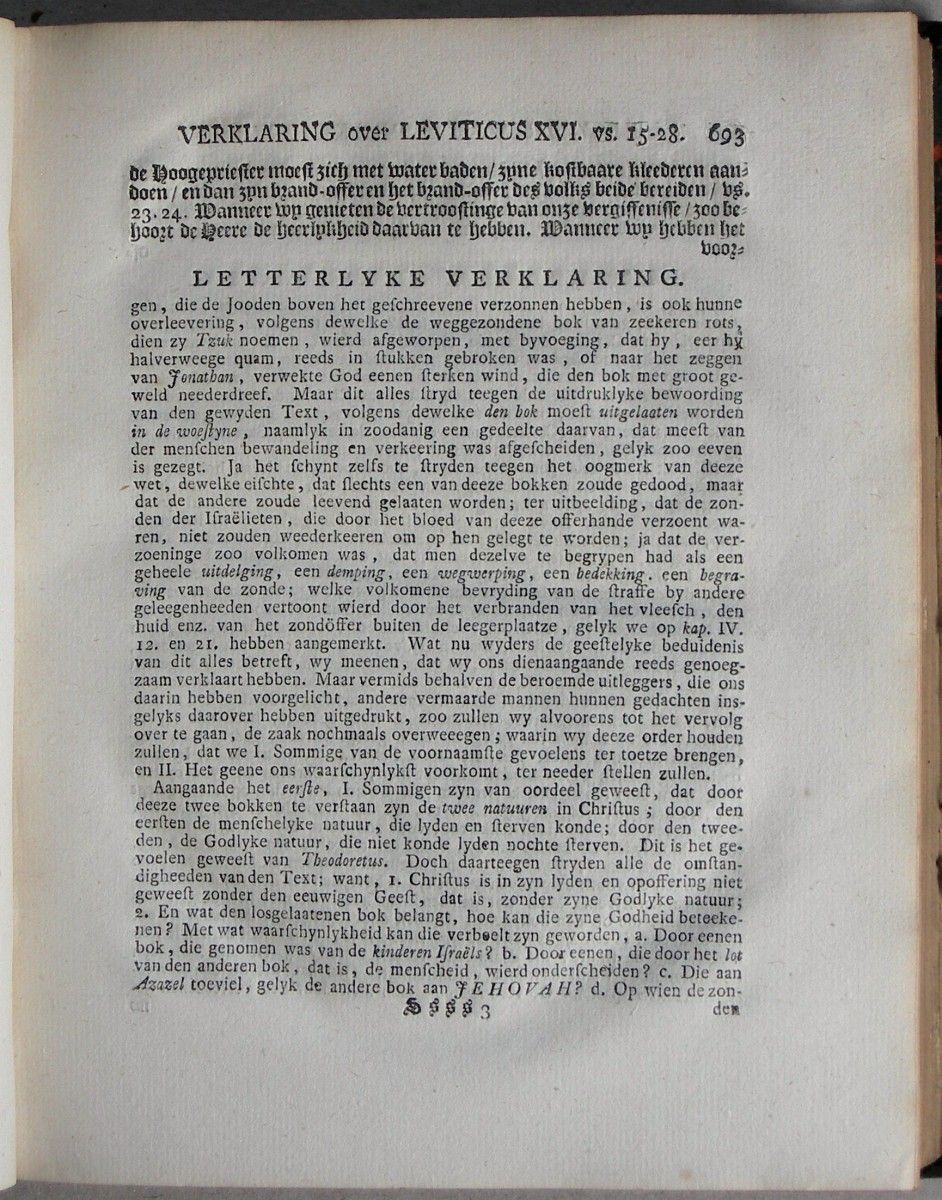 VERKLARING over LEVITICUS XVI. vs. 15-28. 693
de Hoogepriester moest zich met water baden / zyne kostbaare kleederen aan-
doen / en dan zyn brand-offer en het brand-offer des volks beide bereiden / vs.
23. 24. Wanneer wy genieten de vertroostinge van onze vergiffenisse / zoo be-
hoort de Heere de heerlykheid daarvan te hebben. Wanneer wy hebben het
voor-
LETTERLYKE VERKLARING.
gen, die de Jooden boven het geſchreevene verzonnen hebben, is ook hunne
overleevering, volgens dewelke de weggezondene bok van zeekeren rots,
dien zy Tzuk noemen, wierd afgeworpen, met byvoeging, dat hy, eer hy
halverweege quam, reeds in ſtukken gebroken was, of naar het zeggen
van Jonathan, verwekte God eenen ſterken wind, die den bok met groot ge-
weld neederdreef. Maar dit alles ſtryd teegen de uitdruklyke bewoording
van den gewyden Text, volgens dewelke den bok moeſt uitgelaaten worden
in de woeſtyne, naamlyk in zoodanig een gedeelte daarvan, dat meeſt van
der menſchen bewandeling en verkeering was afgeſcheiden, gelyk zoo eeven
is gezegt. Ja het ſchynt zelfs te ſtryden teegen het oogmerk van deeze
wet, dewelke eiſchte, dat ſlechts een van deeze bokken zoude gedood, maar
dat de andere zoude leevend gelaaten worden; ter uitbeelding, dat de zon-
den der Iſraëlieten, die door het bloed van deeze offerhande verzoent wa-
ren, niet zouden weederkeeren om op hen gelegt te worden; ja dat de ver-
zoeninge zoo volkomen was, dat men dezelve te begrypen had als een
geheele uitdelging, een demping, een wegwerping, een bedekking. een begra-
ving van de zonde; welke volkomene bevryding van de ſtraffe by andere
geleegenheeden vertoont wierd door het verbranden van het vleeſch, den
huid enz. van het zondöffer buiten de leegerplaatze, gelyk we op kap. IV.
12. en 21. hebben aangemerkt. Wat nu wyders de geeſtelyke beduidenis
van dit alles betreft, wy meenen, dat wy ons dienaangaande reeds genoeg-
zaam verklaart hebben. Maar vermids behalven de beroemde uitleggers, die ons
daarin hebben voorgelicht, andere vermaarde mannen hunnen gedachten ins-
gelyks daarover hebben uitgedrukt, zoo zullen wy alvoorens tot het vervolg
over te gaan, de zaak nochmaals overweeegen; waarin wy deeze order houden
zullen, dat we I. Sommige van de voornaamſte gevoelens ter toetze brengen,
en II. Het geene ons waarſchynlykſt voorkomt, ter needer ſtellen zullen.
Aangaande het eerſte, I. Sommigen zyn van oordeel geweeſt, dat door
deeze twee bokken te verſtaan zyn de twee natuuren in Chriſtus; door den
eerſten de menſchelyke natuur, die lyden en ſterven konde; door den twee-
den, de Godlyke natuur, die niet konde lyden nochte ſterven. Dit is het ge-
voelen geweeſt van Theodoretus. Doch daarteegen ſtryden alle de omſtan-
digheeden van den Text; want, 1. Chriſtus is in zyn lyden en opoffering niet
geweeſt zonder den eeuwigen Geeſt, dat is, zonder zyne Godlyke natuur;
2. En wat den losgelaatenen bok belangt, hoe kan die zyne Godheid beteeke-
nen? Met wat waarſchynlykheid kan die verbeelt zyn geworden, a. Door eenen
bok, die genomen was van de kinderen Iſraëls? b. Door eenen, die door het lot
van den anderen bok, dat is, de menſcheid, wierd onderſcheiden? c. Die aan
Azazel toeviel, gelyk de andere bok aan JEHOVAH? d. Op wien de zon-
Sſſſ 3 den